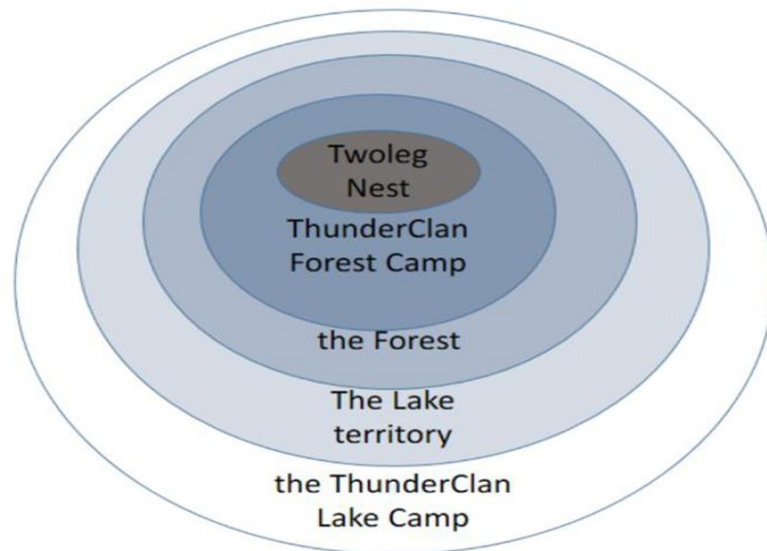 Twoleg
Nest
ThunderClan
Forest Camp
the Forest
The Lake
territory
the ThunderClan
Lake Camp